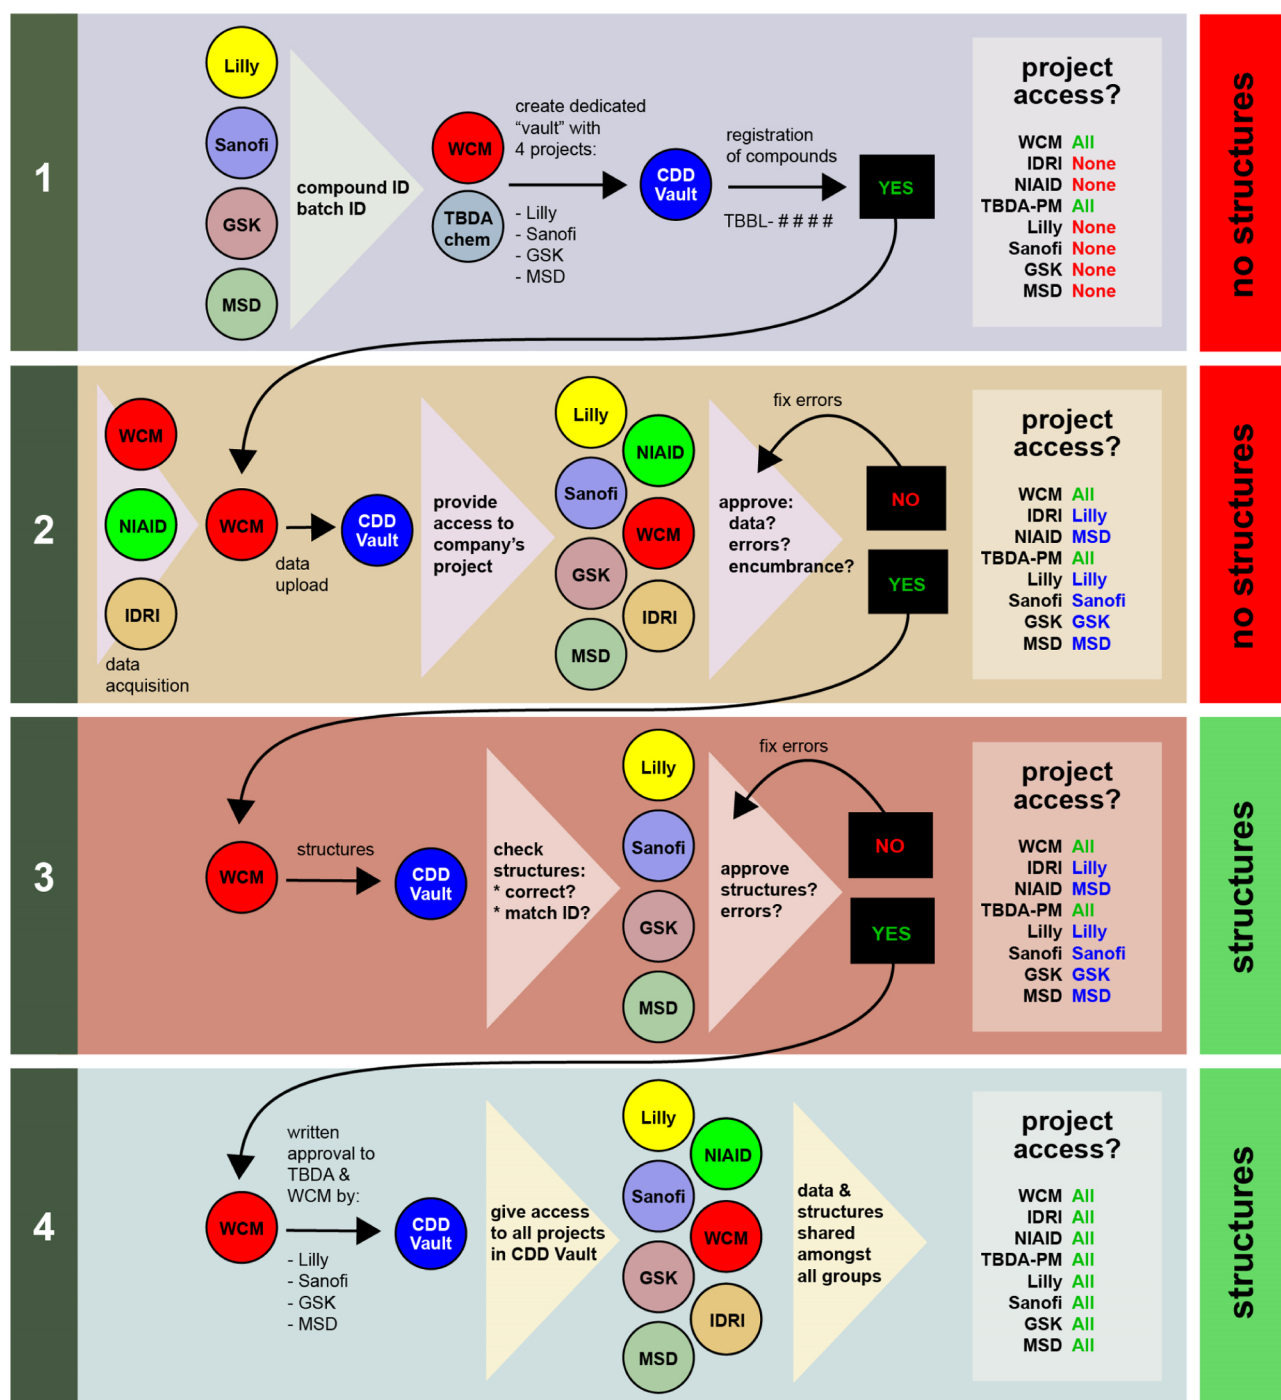 1
Lilly
Sanofi
GSK
MSD
compound ID
batch ID
WCM
TBDA
chem
create dedicated
“vault” with
4 projects:
- Lilly
- Sanofi
- GSK
- MSD
CDD
Vault
registration
of compounds
TBBL- # # # #
YES
project
access?
WCM All
IDRI None
NIAID None
TBDA-PM All
Lilly None
Sanofi None
GSK None
MSD None
no structures
2
WCM
NIAID
IDRI
data
acquisition
WCM
data
upload
CDD
Vault
provide
access to
company’s
project
Lilly
NIAID
Sanofi
WCM
GSK
IDRI
MSD
approve:
data?
errors?
encumbrance?
fix errors
NO
YES
project
access?
WCM All
IDRI Lilly
NIAID MSD
TBDA-PM All
Lilly Lilly
Sanofi Sanofi
GSK GSK
MSD MSD
no structures
3
WCM
structures
CDD
Vault
check
structures:
* correct?
* match ID?
Lilly
Sanofi
GSK
MSD
approve
structures?
errors?
fix errors
NO
YES
project
access?
WCM All
IDRI Lilly
NIAID MSD
TBDA-PM All
Lilly Lilly
Sanofi Sanofi
GSK GSK
MSD MSD
structures
4
WCM
written
approval to
TBDA &
WCM by:
- Lilly
- Sanofi
- GSK
- MSD
CDD
Vault
give access
to all projects
in CDD Vault
Lilly
NIAID
Sanofi
WCM
GSK
IDRI
MSD
data &
structures
shared
amongst
all groups
project
access?
WCM All
IDRI All
NIAID All
TBDA-PM All
Lilly All
Sanofi All
GSK All
MSD All
structures